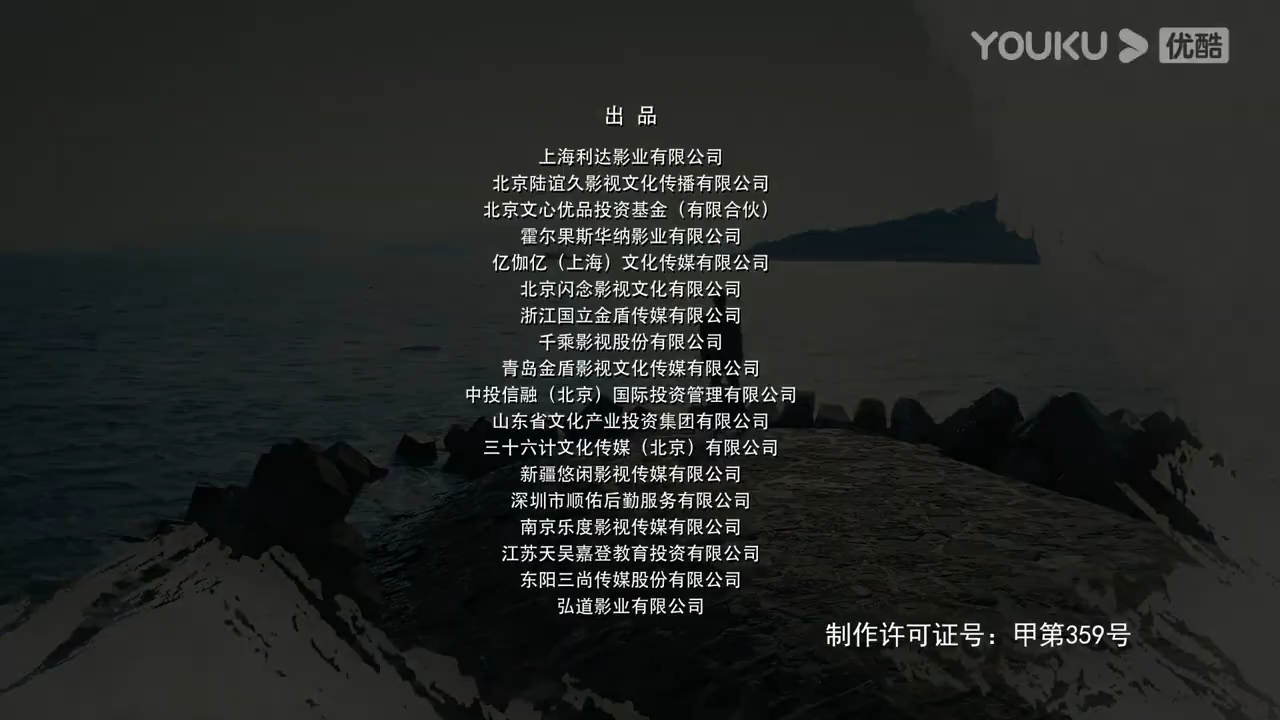 YOUKU 优酷
出 品
上海利达影业有限公司
北京陆谊久影视文化传播有限公司
北京文心优品投资基金（有限合伙）
霍尔果斯华纳影业有限公司
亿伽亿（上海）文化传媒有限公司
北京闪念影视文化有限公司
浙江国立金盾传媒有限公司
千乘影视股份有限公司
青岛金盾影视文化传媒有限公司
中投信融（北京）国际投资管理有限公司
山东省文化产业投资集团有限公司
三十六计文化传媒（北京）有限公司
新疆悠闲影视传媒有限公司
深圳市顺佑后勤服务有限公司
南京乐度影视传媒有限公司
江苏天吴嘉登教育投资有限公司
东阳三尚传媒股份有限公司
弘道影业有限公司
制作许可证号：甲第359号